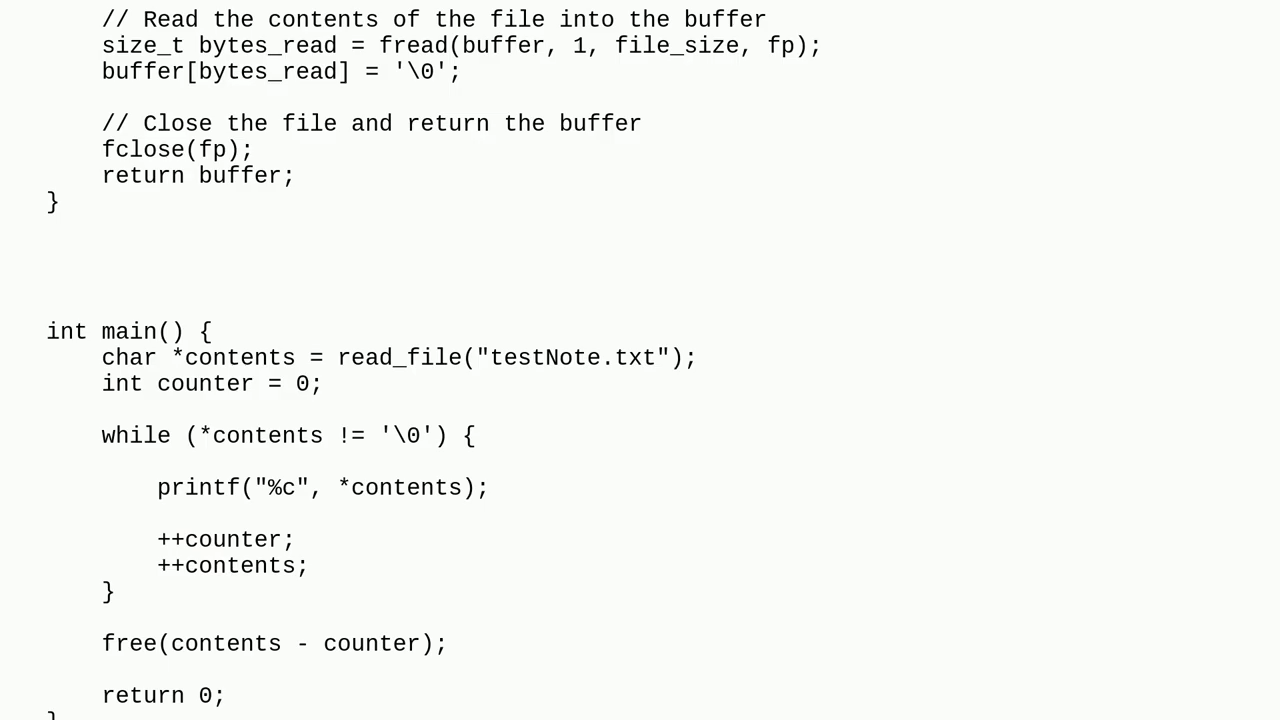 // Read the contents of the file into the buffer
size_t bytes_read = fread(buffer, 1, file_size, fp);
buffer[bytes_read] = '\0';
// Close the file and return the buffer
fclose(fp);
return buffer;
}
int main() {
char *contents = read_file("testNote.txt");
int counter = 0;
while (*contents != '\0') {
printf("%c", *contents);
++counter;
++contents;
}
free(contents - counter);
return 0;
}